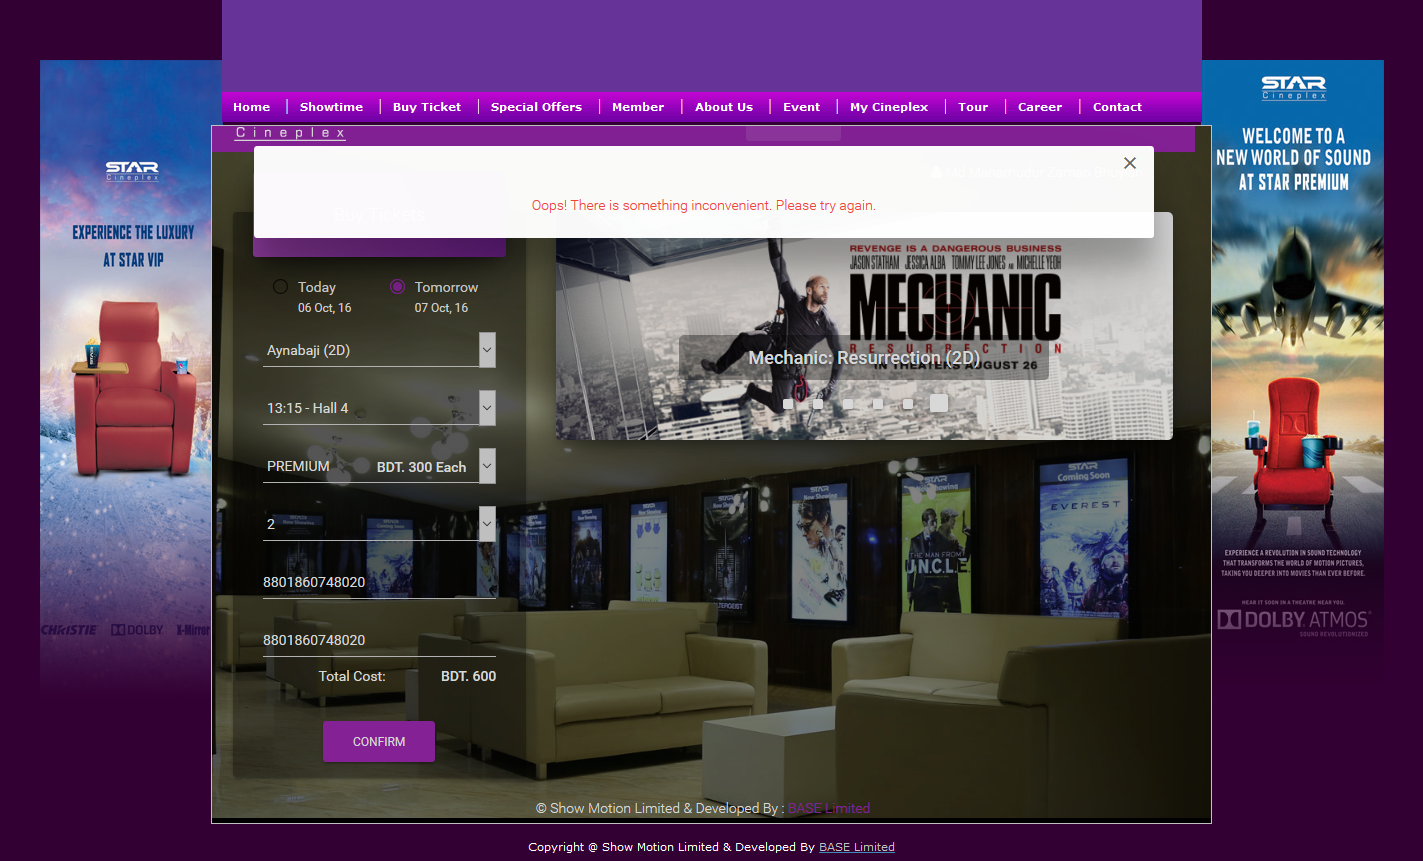 Home | Showtime | Buy Ticket | Special Offers | Member | About Us | Event | My Cineplex | Tour | Career | Contact
Cineplex
×
Oops! There is something inconvenient. Please try again.
Buy Tickets
STAR
Cineplex
EXPERIENCE THE LUXURY
AT STAR VIP
CHRISTIE DOLBY X-Mirror
Today
06 Oct, 16
Tomorrow
07 Oct, 16
Aynabaji (2D)
13:15 - Hall 4
PREMIUM BDT. 300 Each
2
8801860748020
8801860748020
Total Cost: BDT. 600
CONFIRM
REVENGE IS A DANGEROUS BUSINESS
JASON STATHAM JESSICA ALBA TOMMY LEE JONES AND MICHELLE YEOH
MECHANIC
RESURRECTION
IN THEATERS AUGUST 26
Mechanic: Resurrection (2D)
STAR
Now Showing
STAR
Coming Soon
EVEREST
THE MAN FROM
U.N.C.L.E.
STAR
Cineplex
WELCOME TO A
NEW WORLD OF SOUND
AT STAR PREMIUM
EXPERIENCE A REVOLUTION IN SOUND TECHNOLOGY
THAT TRANSFORMS THE WORLD OF MOTION PICTURES,
TAKING YOU DEEPER INTO MOVIES THAN EVER BEFORE.
HEAR IT SOON IN A THEATRE NEAR YOU
DOLBY ATMOS
SOUND REVOLUTIONIZED
© Show Motion Limited & Developed By : BASE Limited
Copyright @ Show Motion Limited & Developed By BASE Limited